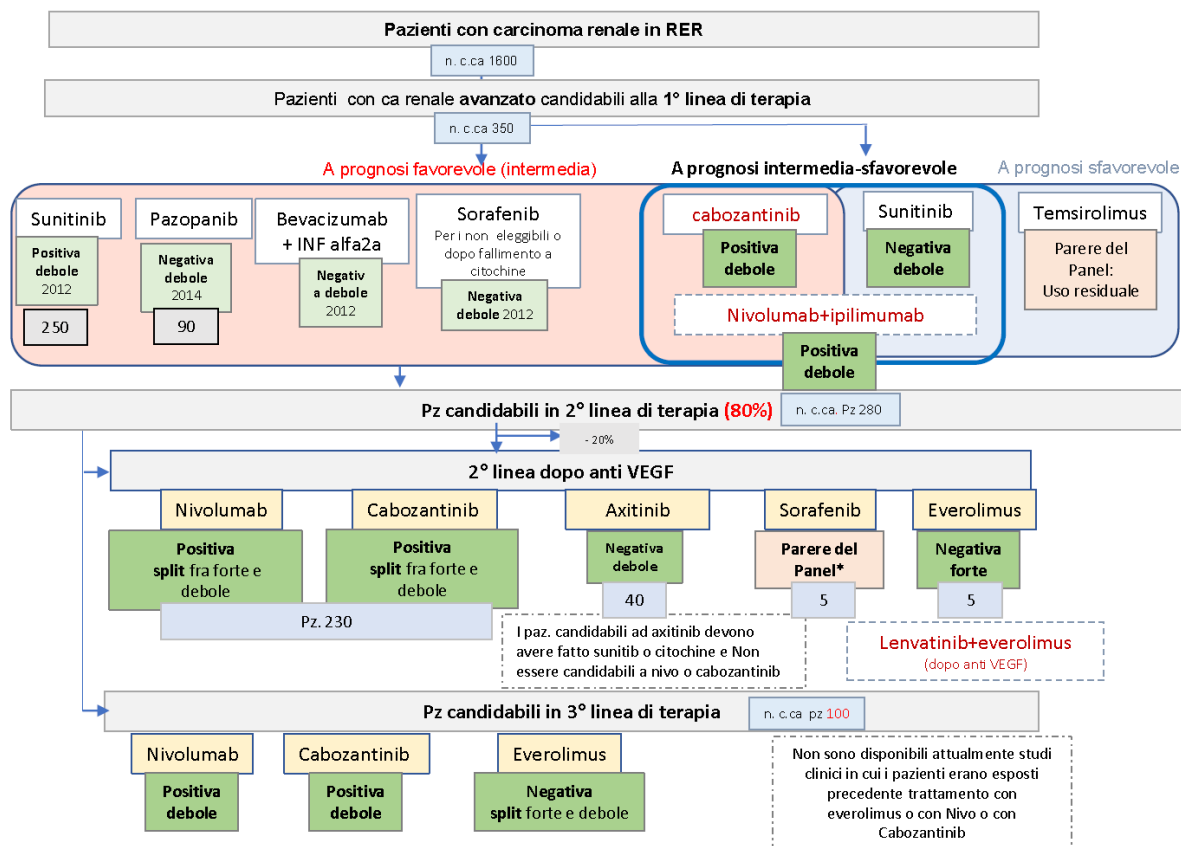 Pazienti con carcinoma renale in RER
n. c.ca 1600
Pazienti con ca renale avanzato candidabili alla 1° linea di terapia
n. c.ca 350
A prognosi favorevole (intermedia)
A prognosi intermedia-sfavorevole
A prognosi sfavorevole
Sunitinib
Positiva
debole
2012
250
Pazopanib
Negativa
debole
2014
90
Bevacizumab
+ INF alfa2a
Negativ
a debole
2012
Sorafenib
Per i non eleggibili o
dopo fallimento a
citochine
Negativa
debole 2012
cabozantinib
Positiva
debole
Sunitinib
Negativa
debole
Nivolumab+ipilimumab
Positiva
debole
Temsirolimus
Parere del
Panel:
Uso residuale
Pz candidabili in 2° linea di terapia (80%)
n. c.ca. Pz 280
- 20%
2° linea dopo anti VEGF
Nivolumab
Positiva
split fra forte e
debole
Cabozantinib
Positiva
split fra forte e
debole
Pz. 230
Axitinib
Negativa
debole
40
Sorafenib
Parere del
Panel*
5
Everolimus
Negativa
forte
5
I paz. candidabili ad axitinib devono
avere fatto sunitib o citochine e Non
essere candidabili a nivo o cabozantinib
Lenvatinib+everolimus
(dopo anti VEGF)
Pz candidabili in 3° linea di terapia
n. c.ca pz 100
Nivolumab
Positiva
debole
Cabozantinib
Positiva
debole
Everolimus
Negativa
split forte e debole
Non sono disponibili attualmente studi
clinici in cui i pazienti erano esposti
precedente trattamento con
everolimus o con Nivo o con
Cabozantinib